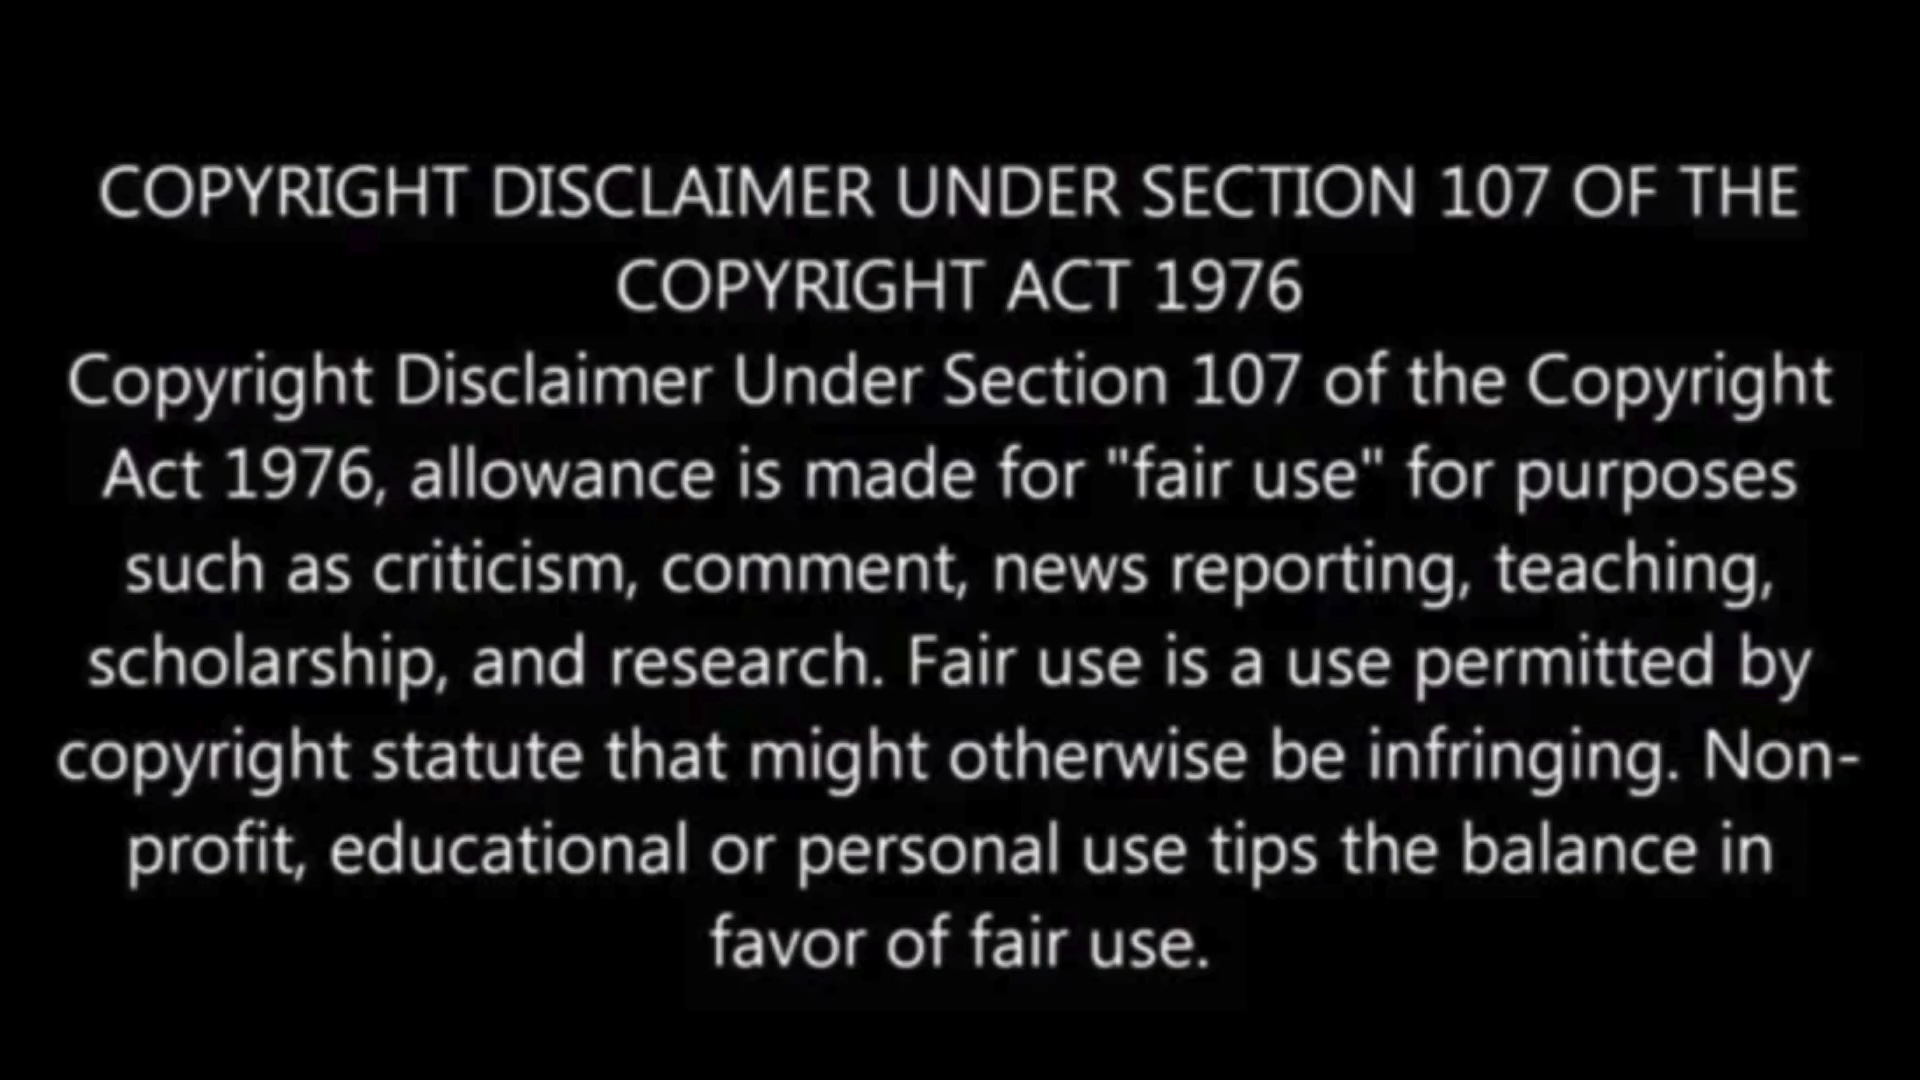 COPYRIGHT DISCLAIMER UNDER SECTION 107 OF THE
COPYRIGHT ACT 1976
Copyright Disclaimer Under Section 107 of the Copyright
Act 1976, allowance is made for "fair use" for purposes
such as criticism, comment, news reporting, teaching,
scholarship, and research. Fair use is a use permitted by
copyright statute that might otherwise be infringing. Non-
profit, educational or personal use tips the balance in
favor of fair use.